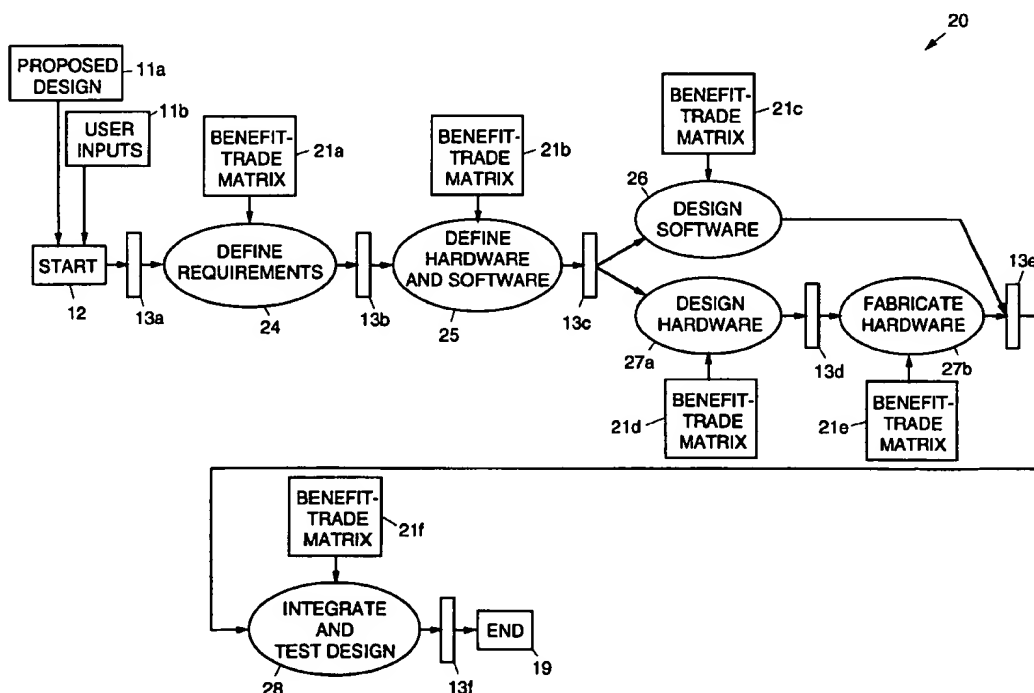 20
PROPOSED
DESIGN
11a
USER
INPUTS
11b
BENEFIT-
TRADE
MATRIX
21a
BENEFIT-
TRADE
MATRIX
21b
BENEFIT-
TRADE
MATRIX
21c
START
12
13a
DEFINE
REQUIREMENTS
24
13b
DEFINE
HARDWARE
AND SOFTWARE
25
13c
26
DESIGN
SOFTWARE
DESIGN
HARDWARE
27a
13d
FABRICATE
HARDWARE
27b
13e
BENEFIT-
TRADE
MATRIX
21d
BENEFIT-
TRADE
MATRIX
21e
BENEFIT-
TRADE
MATRIX
21f
INTEGRATE
AND
TEST DESIGN
28
13f
END
19